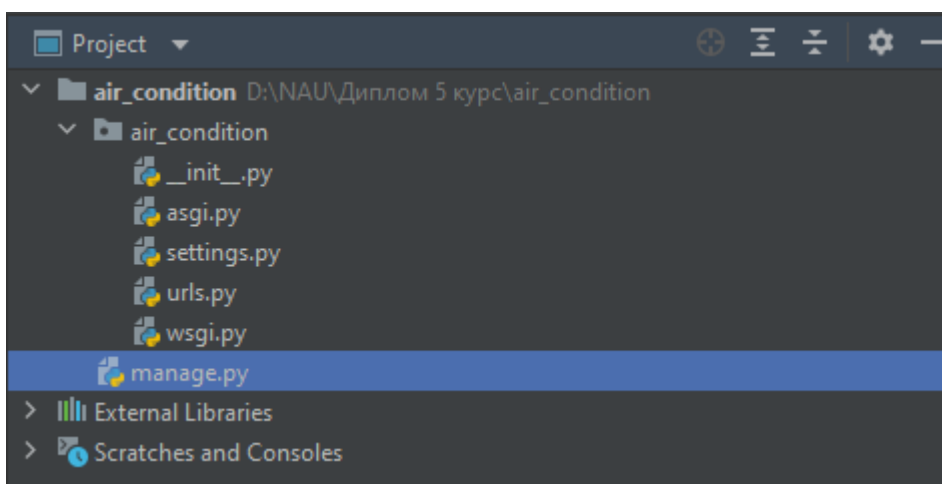 Project
air_condition D:\NAU\Диплом 5 курс\air_condition
air_condition
__init__.py
asgi.py
settings.py
urls.py
wsgi.py
manage.py
External Libraries
Scratches and Consoles